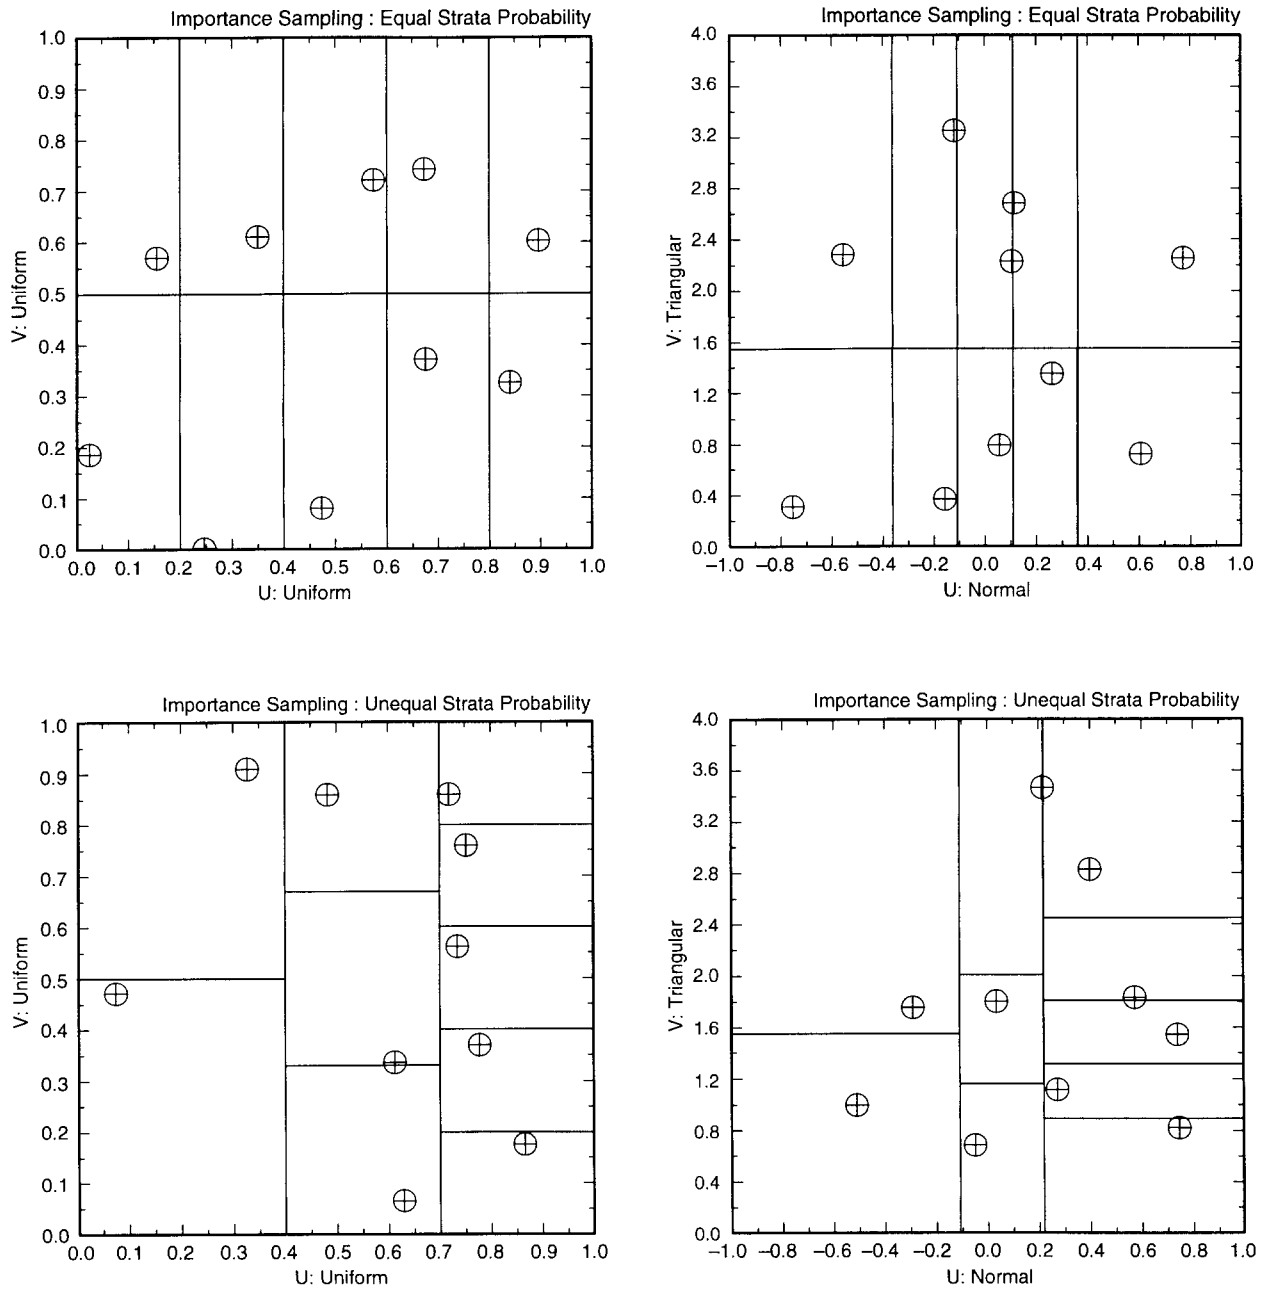 Importance Sampling : Equal Strata Probability
1.0
0.9
0.8
0.7
0.6
0.5
0.4
0.3
0.2
0.1
0.0
V: Uniform
0.0 0.1 0.2 0.3 0.4 0.5 0.6 0.7 0.8 0.9 1.0
U: Uniform
Importance Sampling : Equal Strata Probability
4.0
3.6
3.2
2.8
2.4
2.0
1.6
1.2
0.8
0.4
0.0
V: Triangular
−1.0 −0.8 −0.6 −0.4 −0.2 0.0 0.2 0.4 0.6 0.8 1.0
U: Normal
Importance Sampling : Unequal Strata Probability
1.0
0.9
0.8
0.7
0.6
0.5
0.4
0.3
0.2
0.1
0.0
V: Uniform
0.0 0.1 0.2 0.3 0.4 0.5 0.6 0.7 0.8 0.9 1.0
U: Uniform
Importance Sampling : Unequal Strata Probability
4.0
3.6
3.2
2.8
2.4
2.0
1.6
1.2
0.8
0.4
0.0
V: Triangular
−1.0 −0.8 −0.6 −0.4 −0.2 0.0 0.2 0.4 0.6 0.8 1.0
U: Normal